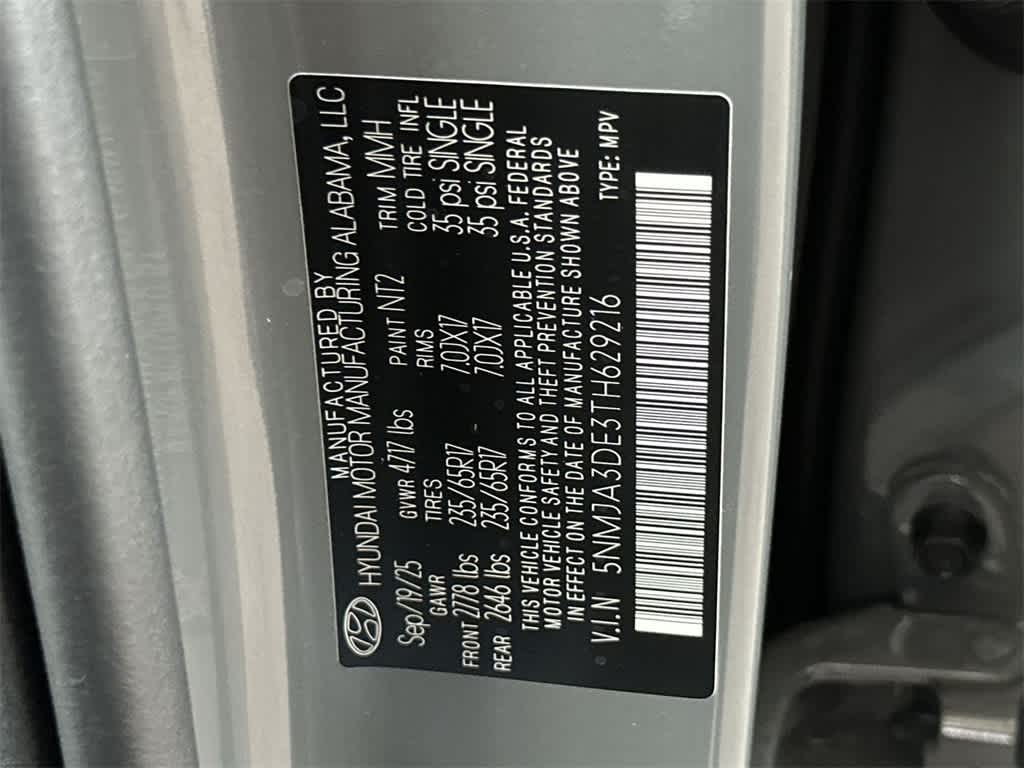 MANUFACTURED BY
HYUNDAI MOTOR MANUFACTURING ALABAMA, LLC
Sep/19/25 GVWR 4717 lbs PAINT NT2 TRIM MMH
GAWR TIRES RIMS COLD TIRE INFL
FRONT 2778 lbs 235/65R17 7.0JX17 35 psi SINGLE
REAR 2646 lbs 235/65R17 7.0JX17 35 psi SINGLE
THIS VEHICLE CONFORMS TO ALL APPLICABLE U.S.A. FEDERAL
MOTOR VEHICLE SAFETY AND THEFT PREVENTION STANDARDS
IN EFFECT ON THE DATE OF MANUFACTURE SHOWN ABOVE
V.I.N 5NMJA3DE3TH629216 TYPE: MPV